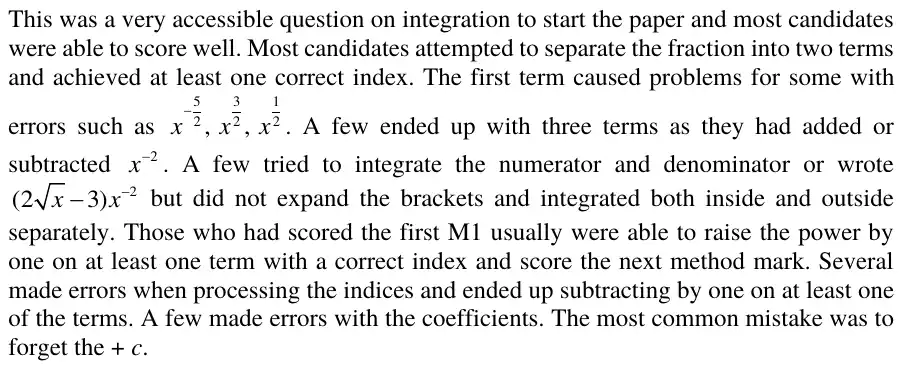 This was a very accessible question on integration to start the paper and most candidates
were able to score well. Most candidates attempted to separate the fraction into two terms
and achieved at least one correct index. The first term caused problems for some with
errors such as $x^{-\frac{5}{2}}, x^{\frac{3}{2}}, x^{\frac{1}{2}}$. A few ended up with three terms as they had added or
subtracted $x^{-2}$. A few tried to integrate the numerator and denominator or wrote
$(2\sqrt{x}-3)x^{-2}$ but did not expand the brackets and integrated both inside and outside
separately. Those who had scored the first M1 usually were able to raise the power by
one on at least one term with a correct index and score the next method mark. Several
made errors when processing the indices and ended up subtracting by one on at least one
of the terms. A few made errors with the coefficients. The most common mistake was to
forget the + c.